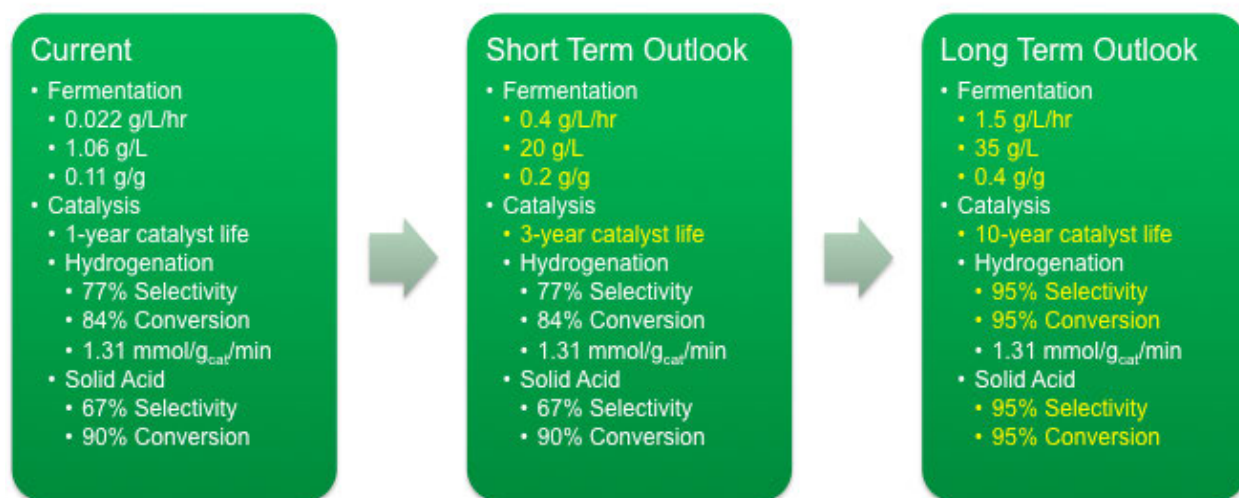 Current
• Fermentation
• 0.022 g/L/hr
• 1.06 g/L
• 0.11 g/g
• Catalysis
• 1-year catalyst life
• Hydrogenation
• 77% Selectivity
• 84% Conversion
• 1.31 mmol/gcat/min
• Solid Acid
• 67% Selectivity
• 90% Conversion
Short Term Outlook
• Fermentation
• 0.4 g/L/hr
• 20 g/L
• 0.2 g/g
• Catalysis
• 3-year catalyst life
• Hydrogenation
• 77% Selectivity
• 84% Conversion
• 1.31 mmol/gcat/min
• Solid Acid
• 67% Selectivity
• 90% Conversion
Long Term Outlook
• Fermentation
• 1.5 g/L/hr
• 35 g/L
• 0.4 g/g
• Catalysis
• 10-year catalyst life
• Hydrogenation
• 95% Selectivity
• 95% Conversion
• 1.31 mmol/gcat/min
• Solid Acid
• 95% Selectivity
• 95% Conversion